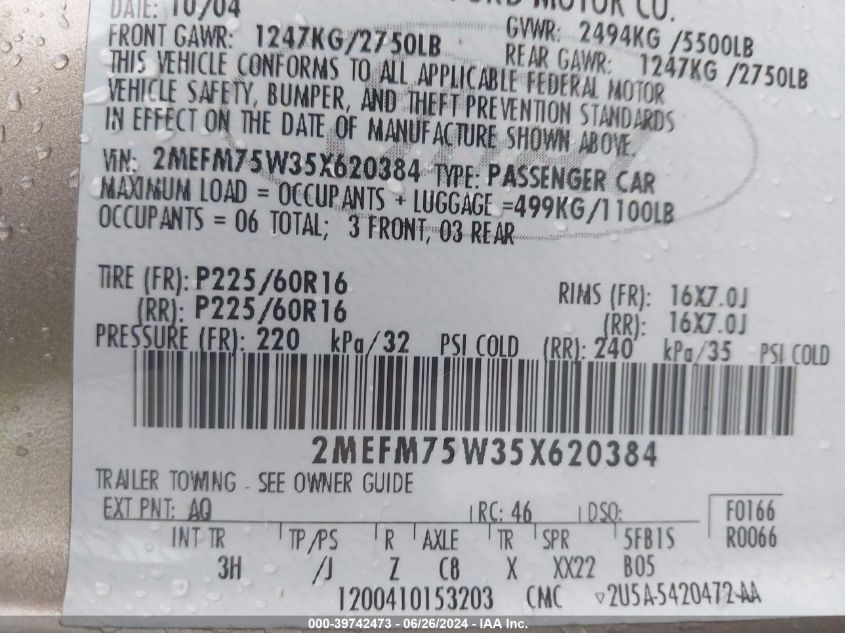 DATE: 10/04
FORD MOTOR CO.
FRONT GAWR: 1247KG/2750LB
GVWR: 2494KG /5500LB
REAR GAWR: 1247KG /2750LB
THIS VEHICLE CONFORMS TO ALL APPLICABLE FEDERAL MOTOR
VEHICLE SAFETY, BUMPER, AND THEFT PREVENTION STANDARDS
IN EFFECT ON THE DATE OF MANUFACTURE SHOWN ABOVE.
VIN: 2MEFM75W35X620384 TYPE: PASSENGER CAR
MAXIMUM LOAD = OCCUPANTS + LUGGAGE =499KG/1100LB
OCCUPANTS = 06 TOTAL; 3 FRONT, 03 REAR
TIRE (FR): P225/60R16 RIMS (FR): 16X7.0J
(RR): P225/60R16 (RR): 16X7.0J
PRESSURE (FR): 220 kPa/32 PSI COLD (RR): 240 kPa/35 PSI COLD
2MEFM75W35X620384
TRAILER TOWING - SEE OWNER GUIDE
EXT PNT: AQ RC: 46 DSO: F0166
R0066
INT TR TP/PS R AXLE TR SPR 5FB15
3H /J Z C8 X XX22 B05
1200410153203 CMC 2U5A-5420472-AA
000-39742473 - 06/26/2024 - IAA Inc.